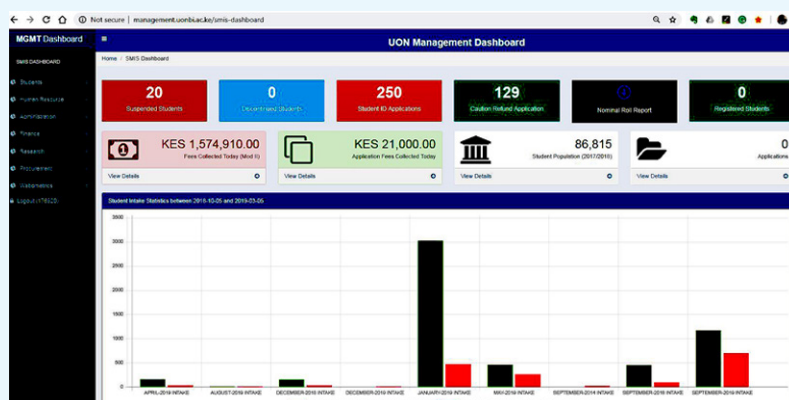 Not secure | management.uonbi.ac.ke/smis-dashboard
MGMT Dashboard
UON Management Dashboard
SMIS DASHBOARD
Home / SMIS Dashboard
Students
Human Resource
Administration
Finance
Research
Procurement
Webometrics
20
Suspended Students
0
Discontinued Students
250
Student ID Applications
129
Caution Refund Application
Nominal Roll Report
0
Registered Students
KES 1,574,910.00
Fees Collected Today (Mod II)
View Details
KES 21,000.00
Application Fees Collected Today
View Details
86,815
Student Population (2017/2018)
View Details
0
Applications
View Details
Student Intake Statistics between 2018-10-05 and 2019-03-05
3500
3000
2500
2000
1500
1000
500
0
APRIL-2019 INTAKE
AUGUST-2019 INTAKE
DECEMBER-2018 INTAKE
DECEMBER-2019 INTAKE
JANUARY-2019 INTAKE
MAY-2019 INTAKE
SEPTEMBER-2014 INTAKE
SEPTEMBER-2018 INTAKE
SEPTEMBER-2019 INTAKE